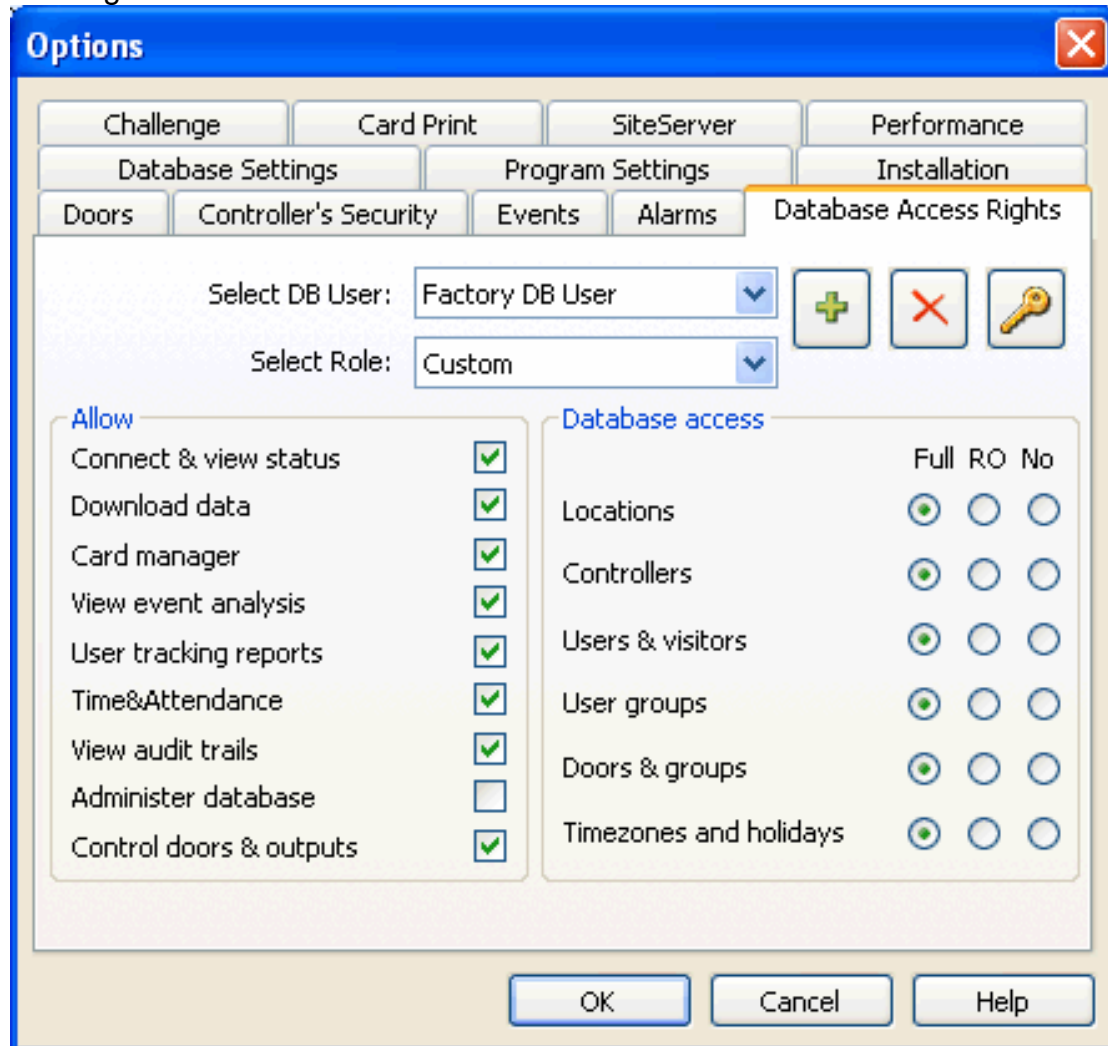 Options
Challenge Card Print SiteServer Performance
Database Settings Program Settings Installation
Doors Controller's Security Events Alarms Database Access Rights
Select DB User: Factory DB User
Select Role: Custom
Allow
Connect & view status
Download data
Card manager
View event analysis
User tracking reports
Time&Attendance
View audit trails
Administer database
Control doors & outputs
Database access
Full RO No
Locations
Controllers
Users & visitors
User groups
Doors & groups
Timezones and holidays
OK Cancel Help